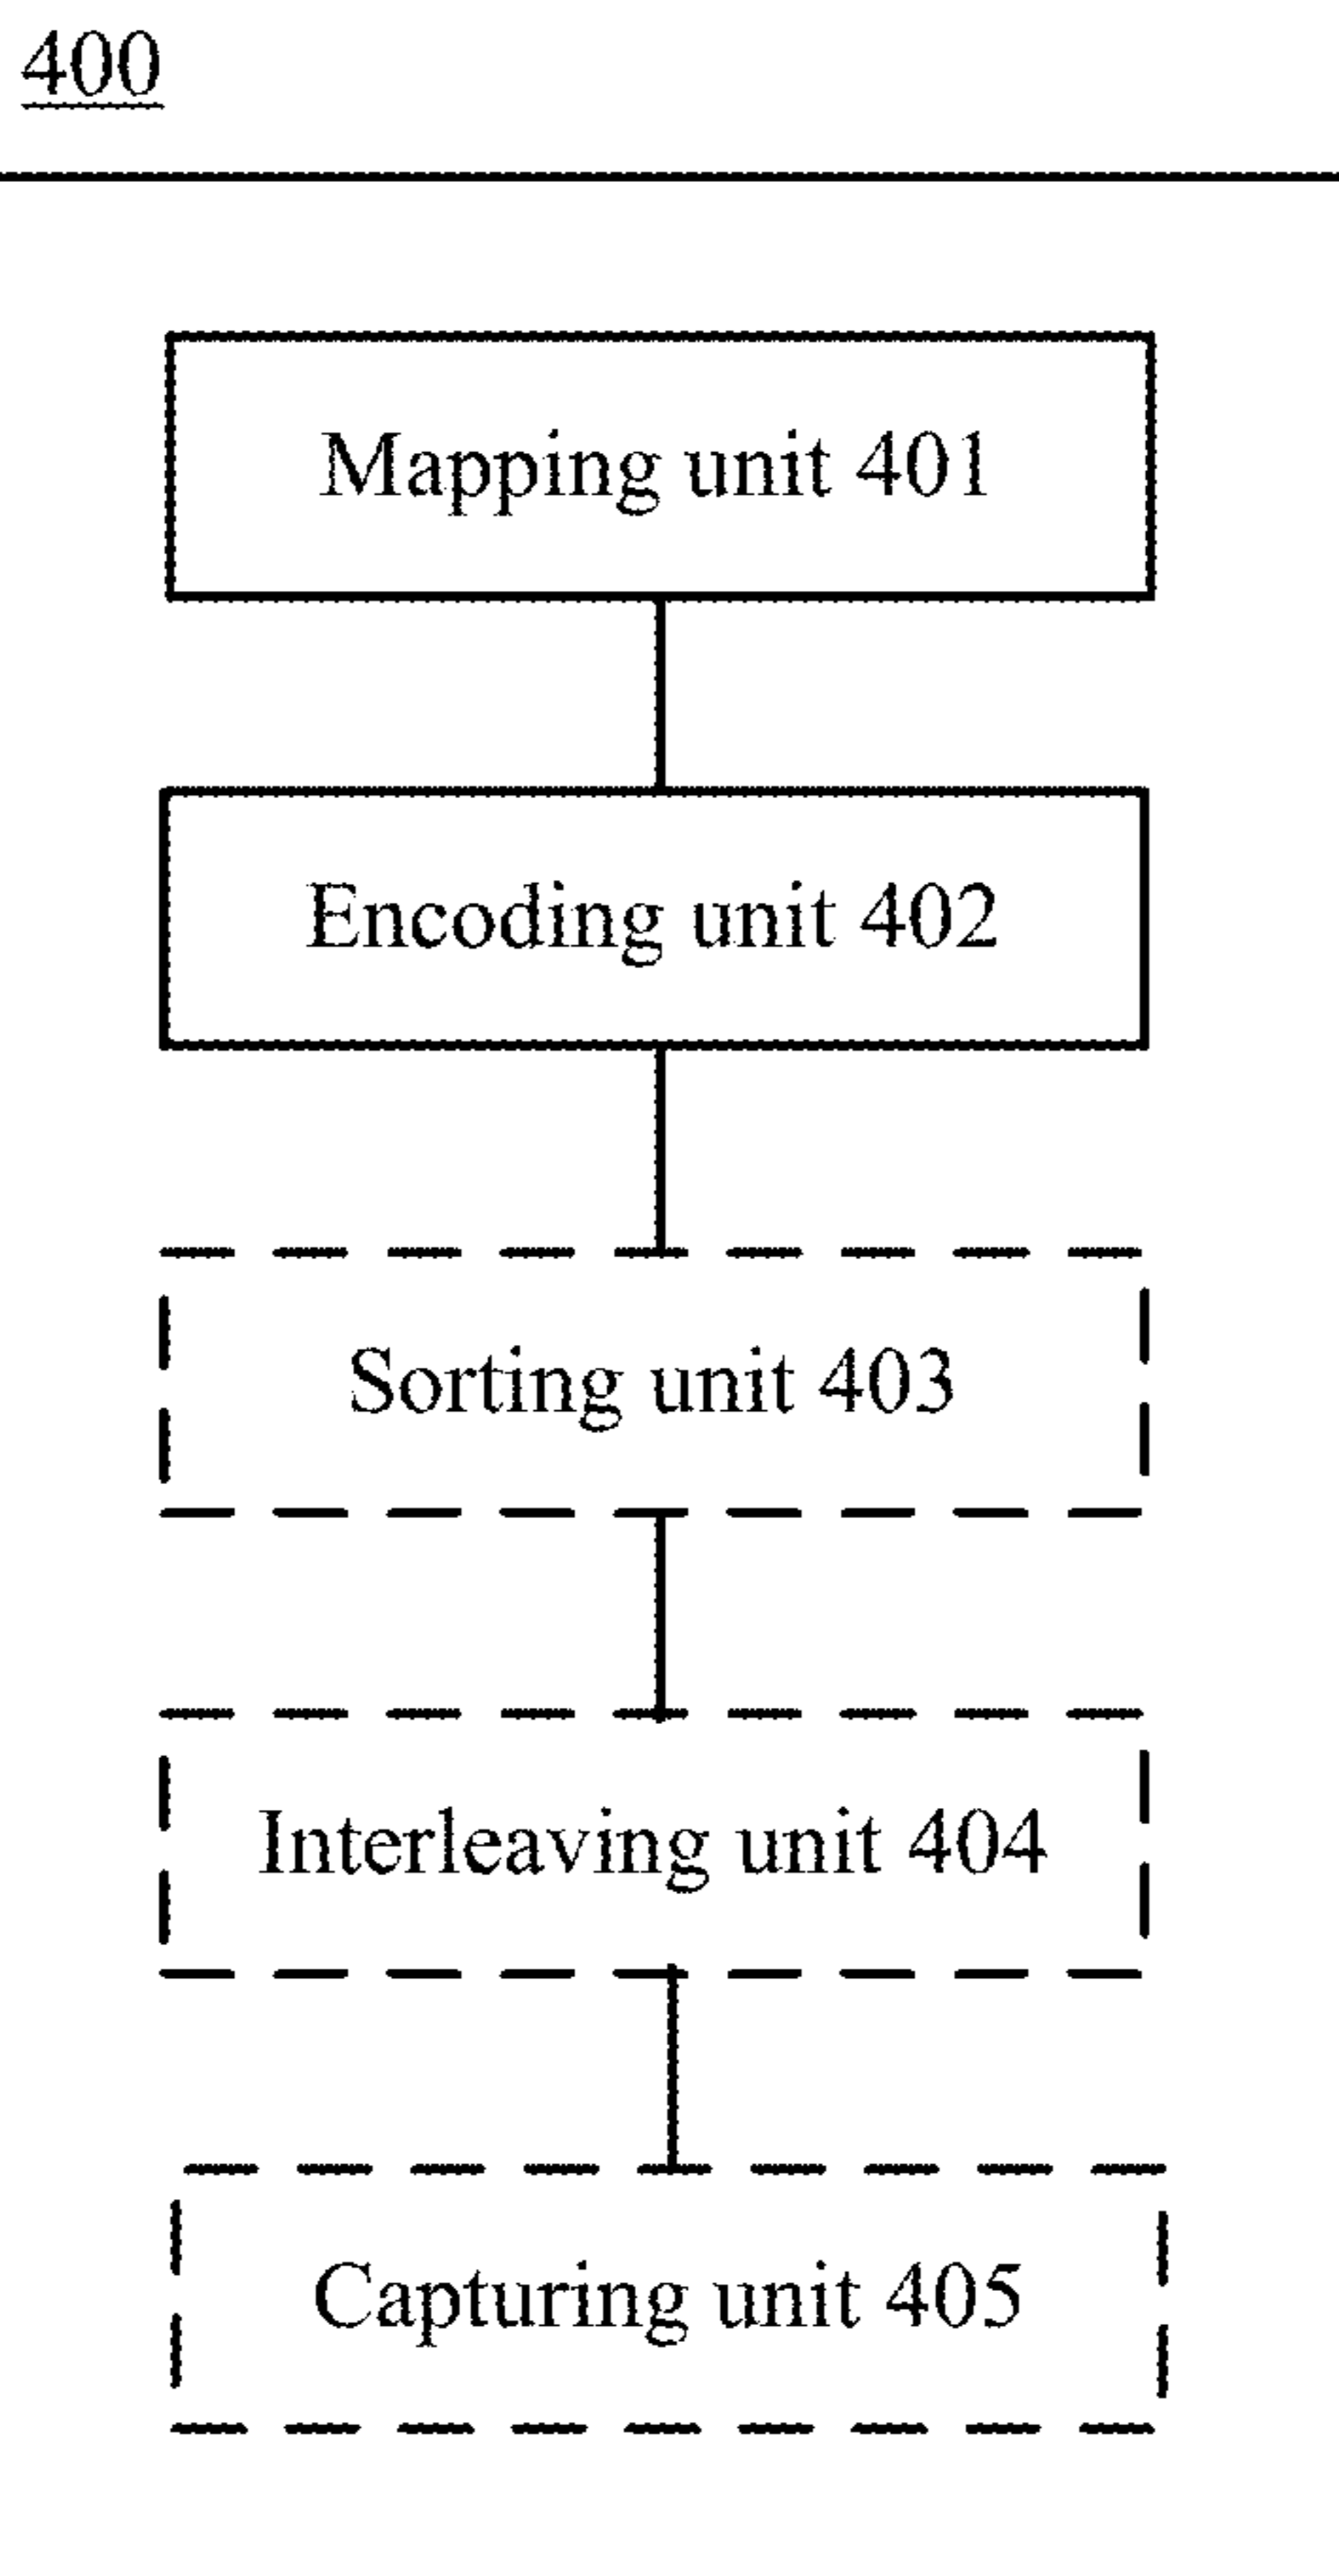 400
Mapping unit 401
Encoding unit 402
Sorting unit 403
Interleaving unit 404
Capturing unit 405